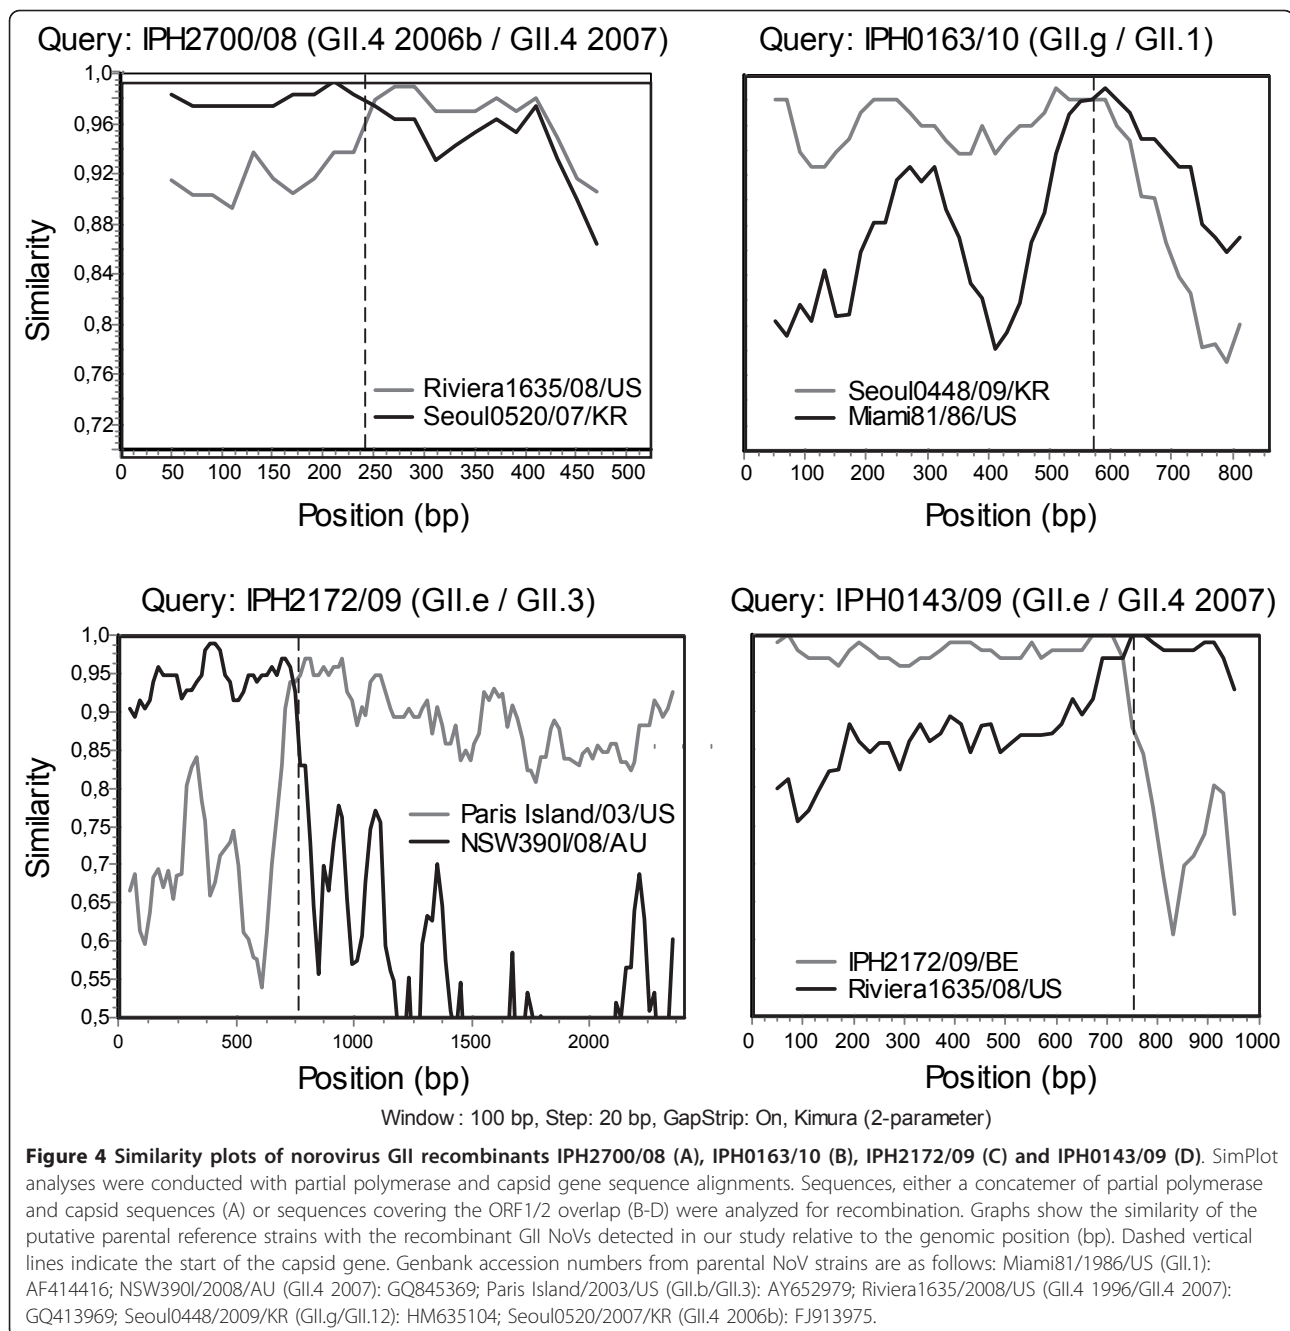 Query: IPH2700/08 (GII.4 2006b / GII.4 2007)
1,0
0,96
0,92
0,88
0,84
0,8
0,76
0,72
Similarity
Riviera1635/08/US
Seoul0520/07/KR
0 50 100 150 200 250 300 350 400 450 500
Position (bp)
Query: IPH0163/10 (GII.g / GII.1)
Seoul0448/09/KR
Miami81/86/US
0 100 200 300 400 500 600 700 800
Position (bp)
Query: IPH2172/09 (GII.e / GII.3)
1,0
0,95
0,9
0,85
0,8
0,75
0,7
0,65
0,6
0,55
0,5
Similarity
Paris Island/03/US
NSW390I/08/AU
0 500 1000 1500 2000
Position (bp)
Query: IPH0143/09 (GII.e / GII.4 2007)
IPH2172/09/BE
Riviera1635/08/US
0 100 200 300 400 500 600 700 800 900 1000
Position (bp)
Window : 100 bp, Step: 20 bp, GapStrip: On, Kimura (2-parameter)
Figure 4 Similarity plots of norovirus GII recombinants IPH2700/08 (A), IPH0163/10 (B), IPH2172/09 (C) and IPH0143/09 (D). SimPlot
analyses were conducted with partial polymerase and capsid gene sequence alignments. Sequences, either a concatemer of partial polymerase
and capsid sequences (A) or sequences covering the ORF1/2 overlap (B-D) were analyzed for recombination. Graphs show the similarity of the
putative parental reference strains with the recombinant GII NoVs detected in our study relative to the genomic position (bp). Dashed vertical
lines indicate the start of the capsid gene. Genbank accession numbers from parental NoV strains are as follows: Miami81/1986/US (GII.1):
AF414416; NSW390I/2008/AU (GII.4 2007): GQ845369; Paris Island/2003/US (GII.b/GII.3): AY652979; Riviera1635/2008/US (GII.4 1996/GII.4 2007):
GQ413969; Seoul0448/2009/KR (GII.g/GII.12): HM635104; Seoul0520/2007/KR (GII.4 2006b): FJ913975.